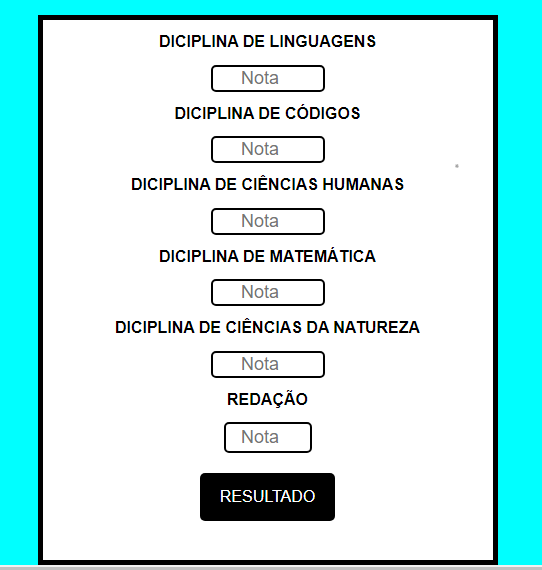 DICIPLINA DE LINGUAGENS
Nota
DICIPLINA DE CÓDIGOS
Nota
DICIPLINA DE CIÊNCIAS HUMANAS
Nota
DICIPLINA DE MATEMÁTICA
Nota
DICIPLINA DE CIÊNCIAS DA NATUREZA
Nota
REDAÇÃO
Nota
RESULTADO